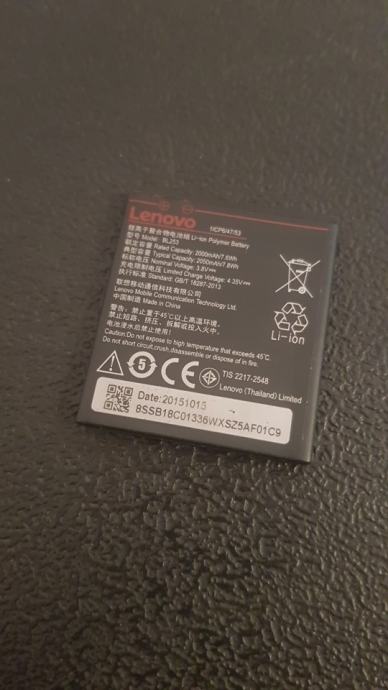 Lenovo
1ICP6/47/53
锂离子聚合物电池组 Li-ion Polymer Battery
型号 Model: BL253
额定容量 Rated Capacity: 2000mAh/7.6Wh
典型容量 Typical Capacity: 2050mAh/7.8Wh
标称电压 Nominal Voltage: 3.8V
充电限制电压 Limited Charge Voltage: 4.35V
执行标准 Standard: GB/T 18287-2013
联想移动通信科技有限公司
Lenovo Mobile Communication Technology Ltd.
中国制造 Made in China
警告: 禁止置于45℃以上高温环境,
禁止短路、挤压、拆解或投入火中,
电池浸水后禁止使用!
Caution:Do not expose to high temperature that exceeds 45℃.
Do not short circuit,crush,disassemble or dispose of in fire.
Li-ion
5
CE
TIS 2217-2548
Lenovo (Thailand) Limited
Date:20151013
8SSB18C01336WXSZ5AF01C9